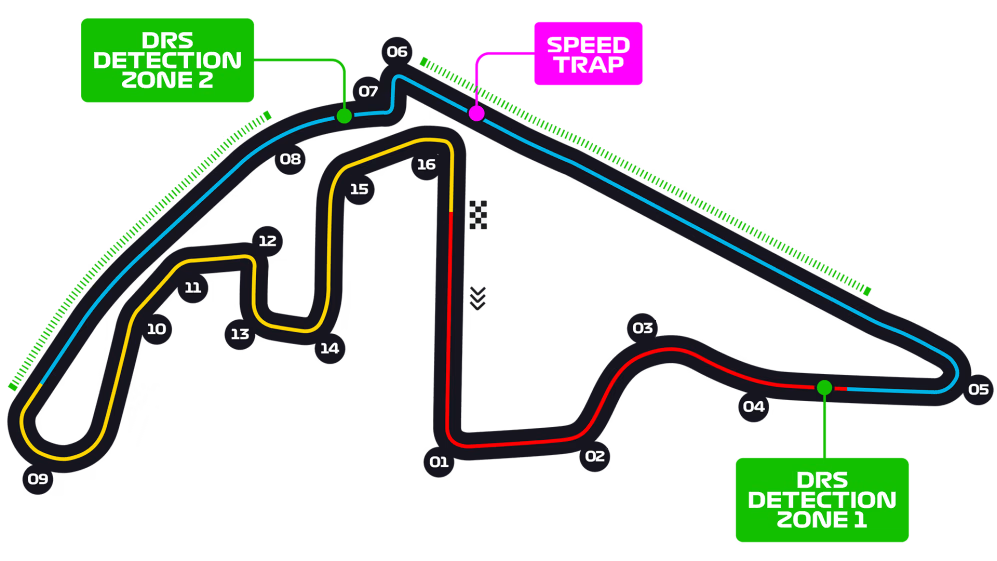 DRS
DETECTION
ZONE 2
06
SPEED
TRAP
07
08
16
15
12
11
10
13
14
03
04
05
01
02
09
DRS
DETECTION
ZONE 1